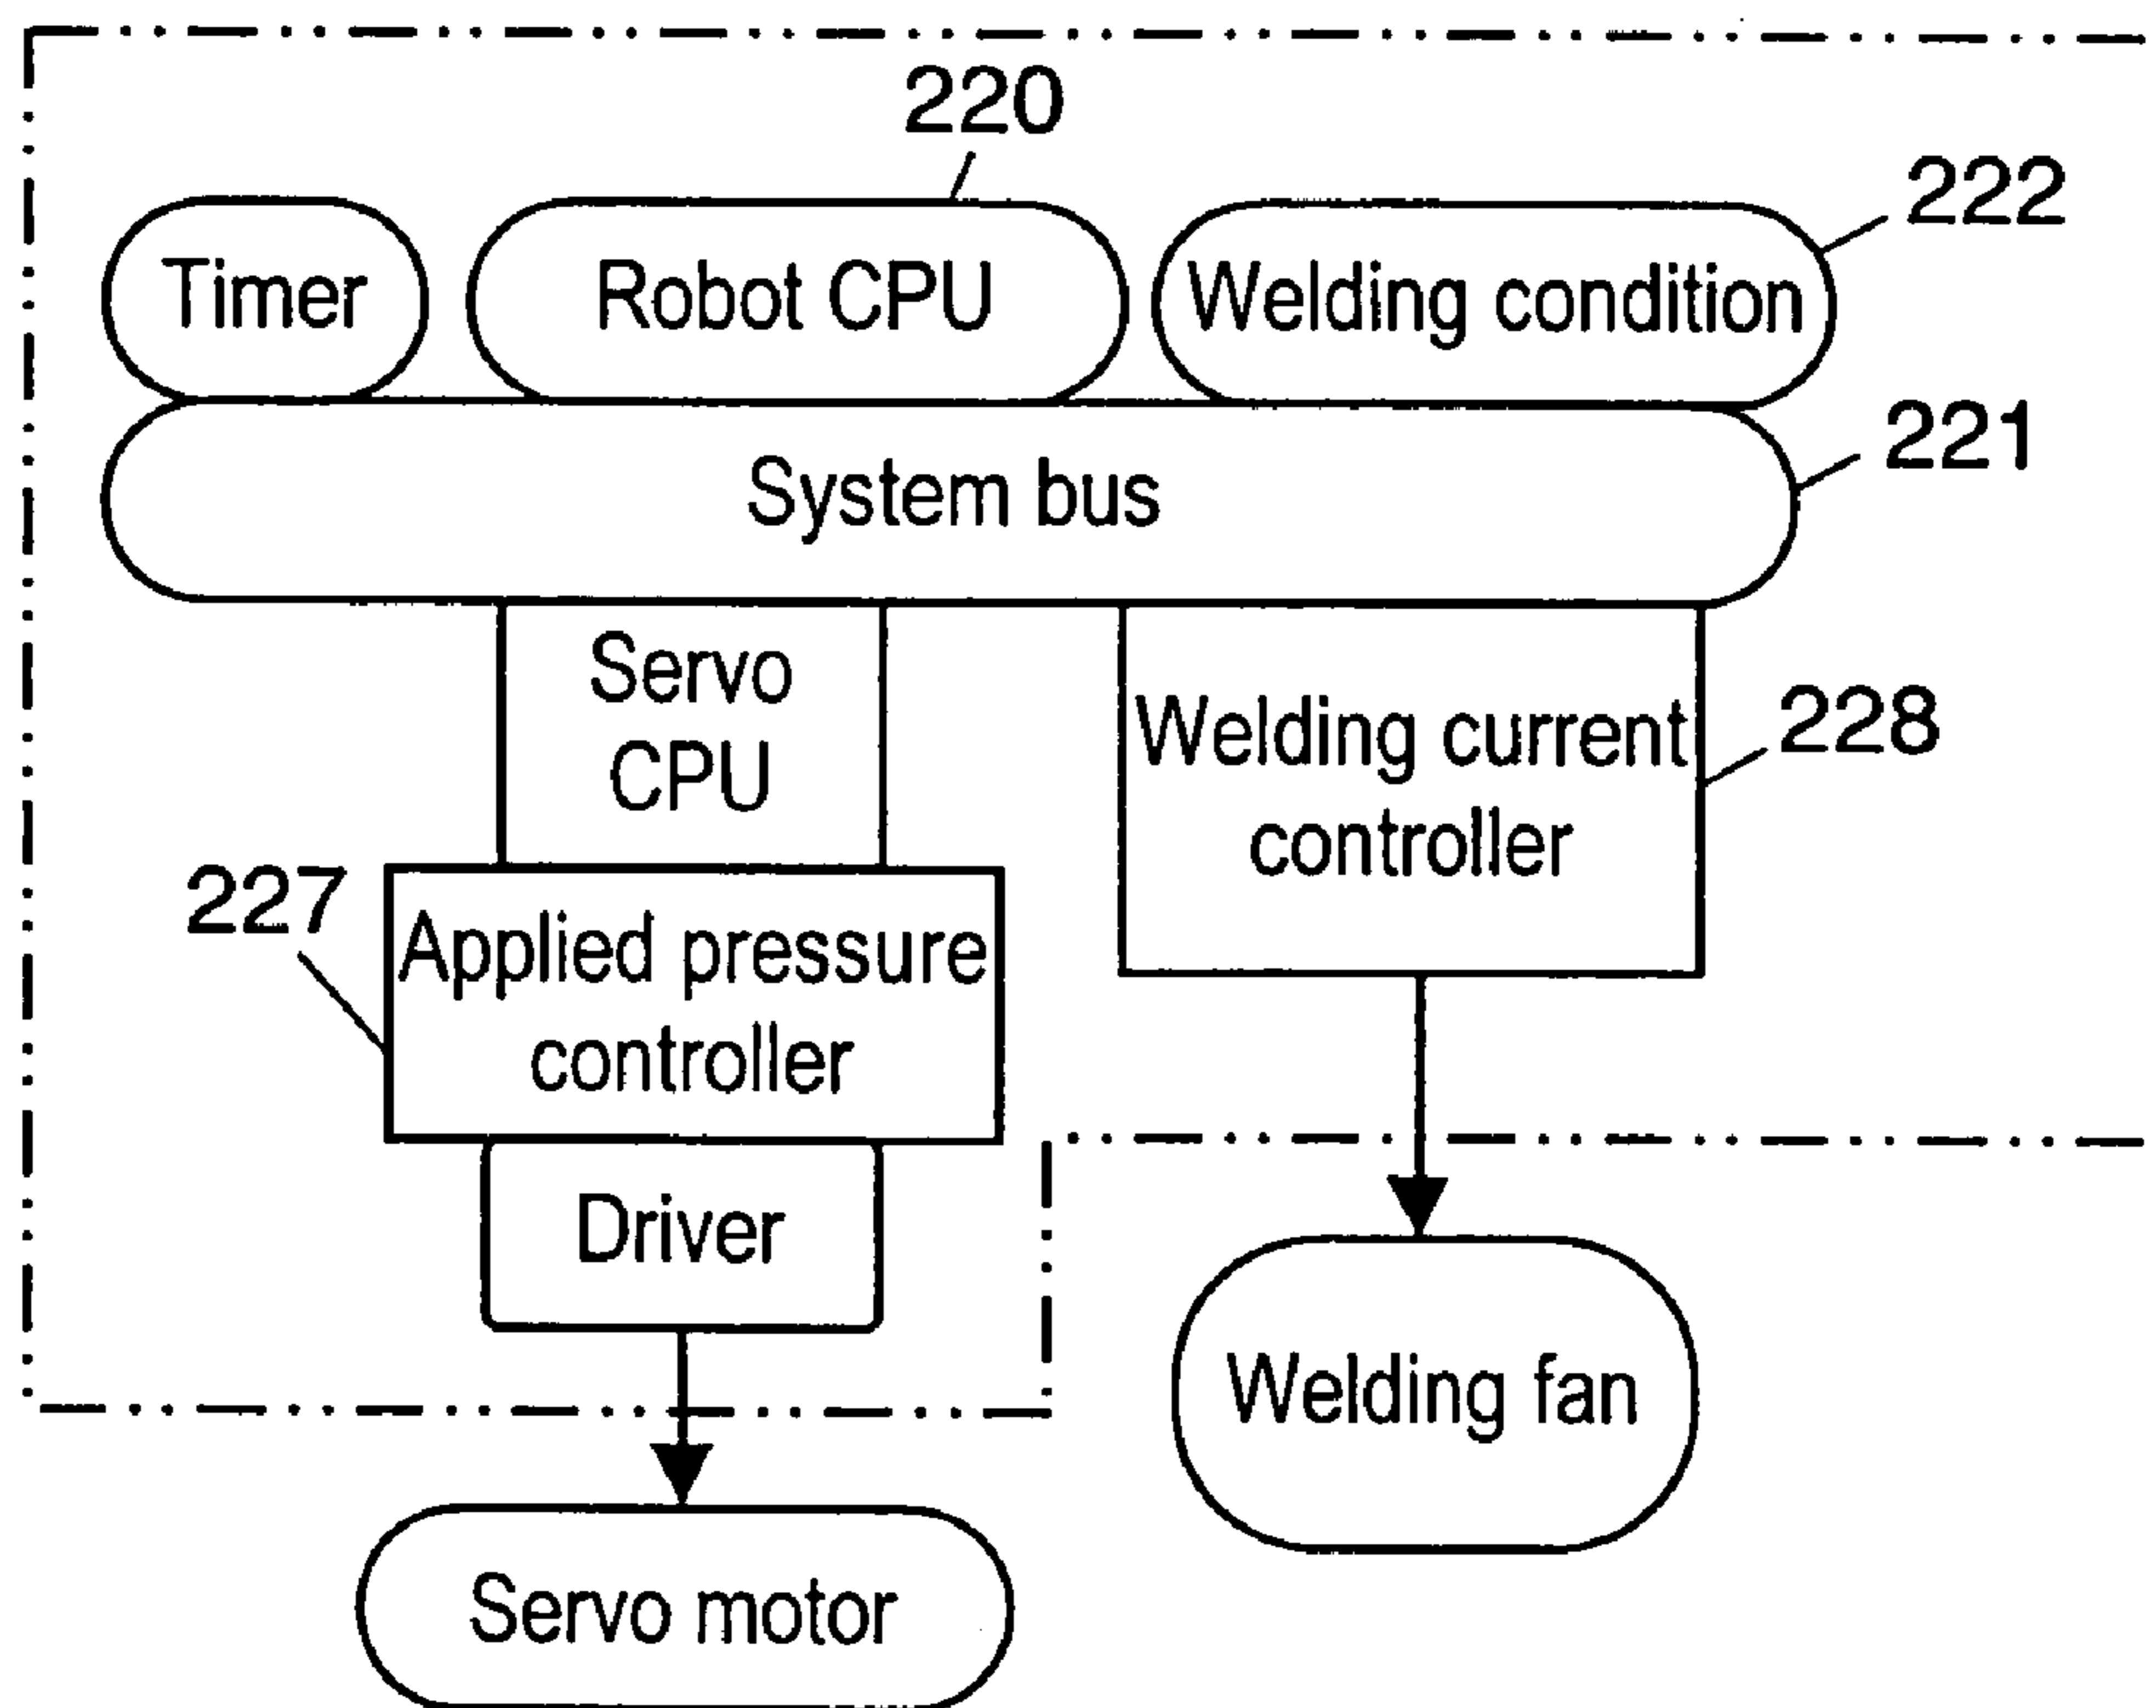 220
222
Timer
Robot CPU
Welding condition
221
System bus
Servo
CPU
Welding current
controller
228
227
Applied pressure
controller
Driver
Welding fan
Servo motor